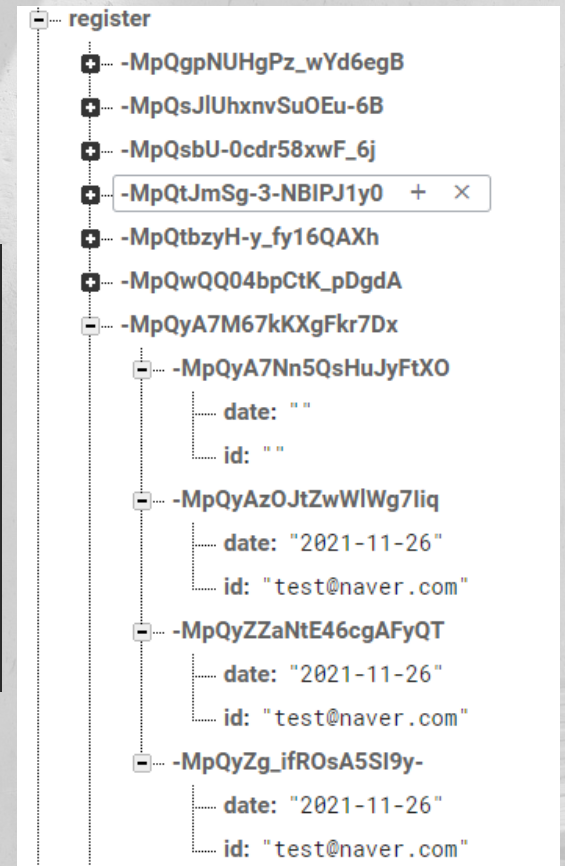 register
-MpQgpNUHgPz_wYd6egB
-MpQsJlUhxnvSuOEu-6B
-MpQsbU-0cdr58xwF_6j
-MpQtJmSg-3-NBIPJ1y0 + ×
-MpQtbzyH-y_fy16QAXh
-MpQwQQ04bpCtK_pDgdA
-MpQyA7M67kKXgFkr7Dx
-MpQyA7Nn5QsHuJyFtXO
date: ""
id: ""
-MpQyAzOJtZwWlWg7Iiq
date: "2021-11-26"
id: "test@naver.com"
-MpQyZZaNtE46cgAFyQT
date: "2021-11-26"
id: "test@naver.com"
-MpQyZg_ifROsA5SI9y-
date: "2021-11-26"
id: "test@naver.com"